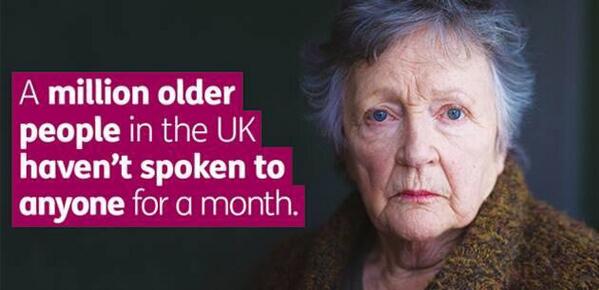 A million older
people in the UK
haven't spoken to
anyone for a month.